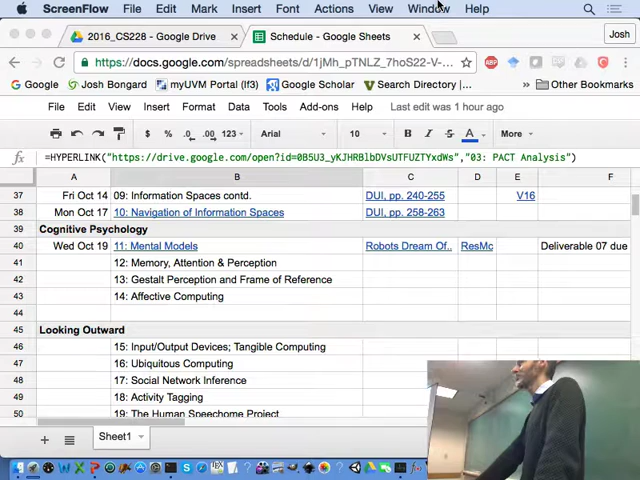 ScreenFlow File Edit Mark Insert Font Actions View Window Help
2016_CS228 - Google Drive × Schedule - Google Sheets × Josh
https://docs.google.com/spreadsheets/d/1jMh_pTNLZ_7hoS22-V-
Google Josh Bongard myUVM Portal (lf3) Google Scholar Search Directory / ... Other Bookmarks
File Edit View Insert Format Data Tools Add-ons Help Last edit was 1 hour ago
$ % .0 .00 123 Arial 10 B I S A More
fx =HYPERLINK("https://drive.google.com/open?id=0B5U3_yKJHRBlbDVsUTFUZTYxdWs","03: PACT Analysis")
A B C D E F
37 Fri Oct 14 09: Information Spaces contd. DUI, pp. 240-255 V16
38 Mon Oct 17 10: Navigation of Information Spaces DUI, pp. 258-263
39 Cognitive Psychology
40 Wed Oct 19 11: Mental Models Robots Dream Of.. ResMc Deliverable 07 due
41 12: Memory, Attention & Perception
42 13: Gestalt Perception and Frame of Reference
43 14: Affective Computing
44
45 Looking Outward
46 15: Input/Output Devices; Tangible Computing
47 16: Ubiquitous Computing
48 17: Social Network Inference
49 18: Activity Tagging
50 19: The Human Speechome Project
+ Sheet1